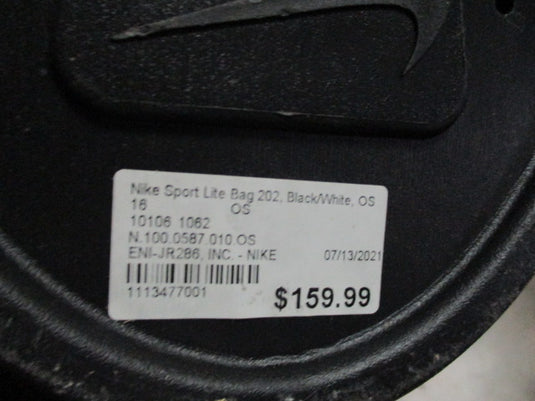 Nike Sport Lite Bag 202, Black/White, OS
16 OS
10106 1062
N.100.0587.010.OS
ENI-JR286, INC. - NIKE 07/13/2021
1113477001 $159.99